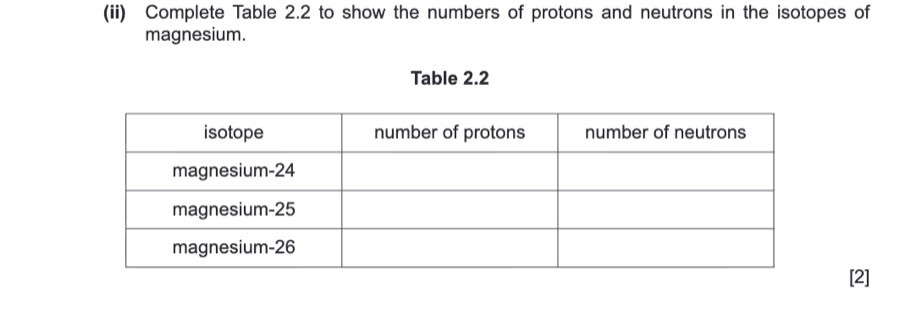 (ii) Complete Table 2.2 to show the numbers of protons and neutrons in the isotopes of
magnesium.
Table 2.2
isotope number of protons number of neutrons
magnesium-24
magnesium-25
magnesium-26
[2]